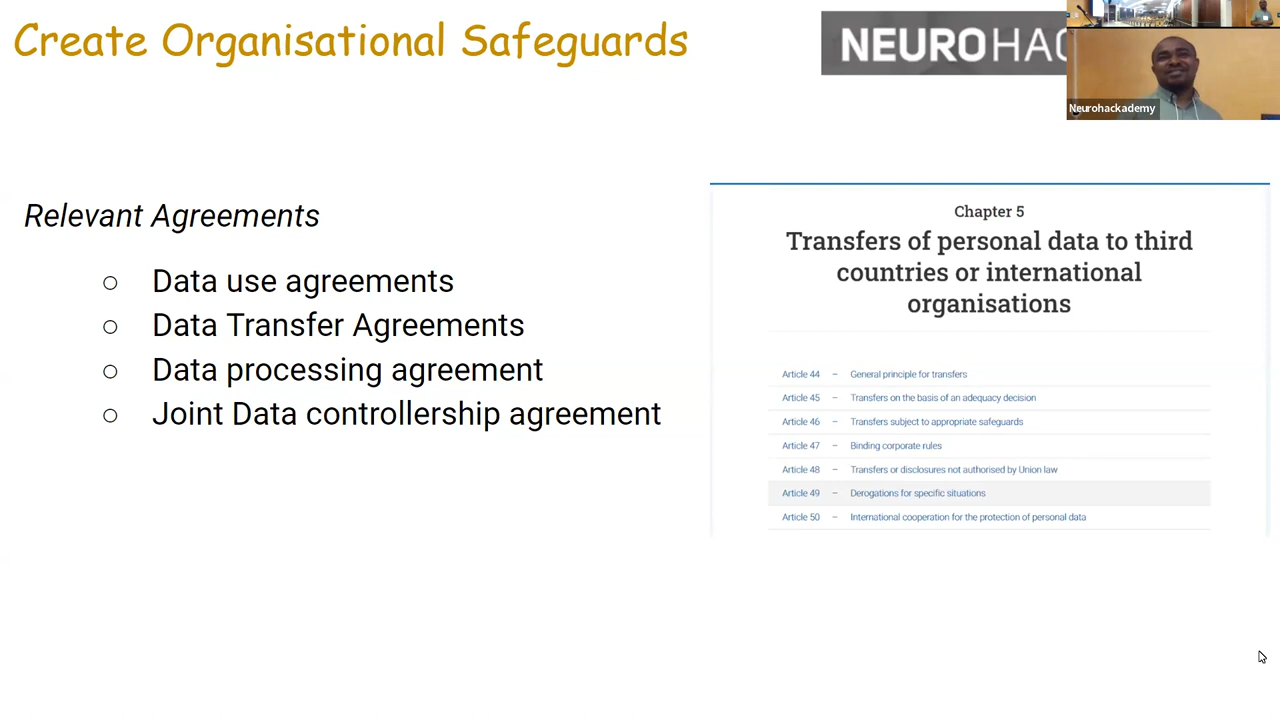 Create Organisational Safeguards
NEUROHAC
Neurohackademy
Relevant Agreements
○ Data use agreements
○ Data Transfer Agreements
○ Data processing agreement
○ Joint Data controllership agreement
Chapter 5
Transfers of personal data to third
countries or international
organisations
Article 44 – General principle for transfers
Article 45 – Transfers on the basis of an adequacy decision
Article 46 – Transfers subject to appropriate safeguards
Article 47 – Binding corporate rules
Article 48 – Transfers or disclosures not authorised by Union law
Article 49 – Derogations for specific situations
Article 50 – International cooperation for the protection of personal data